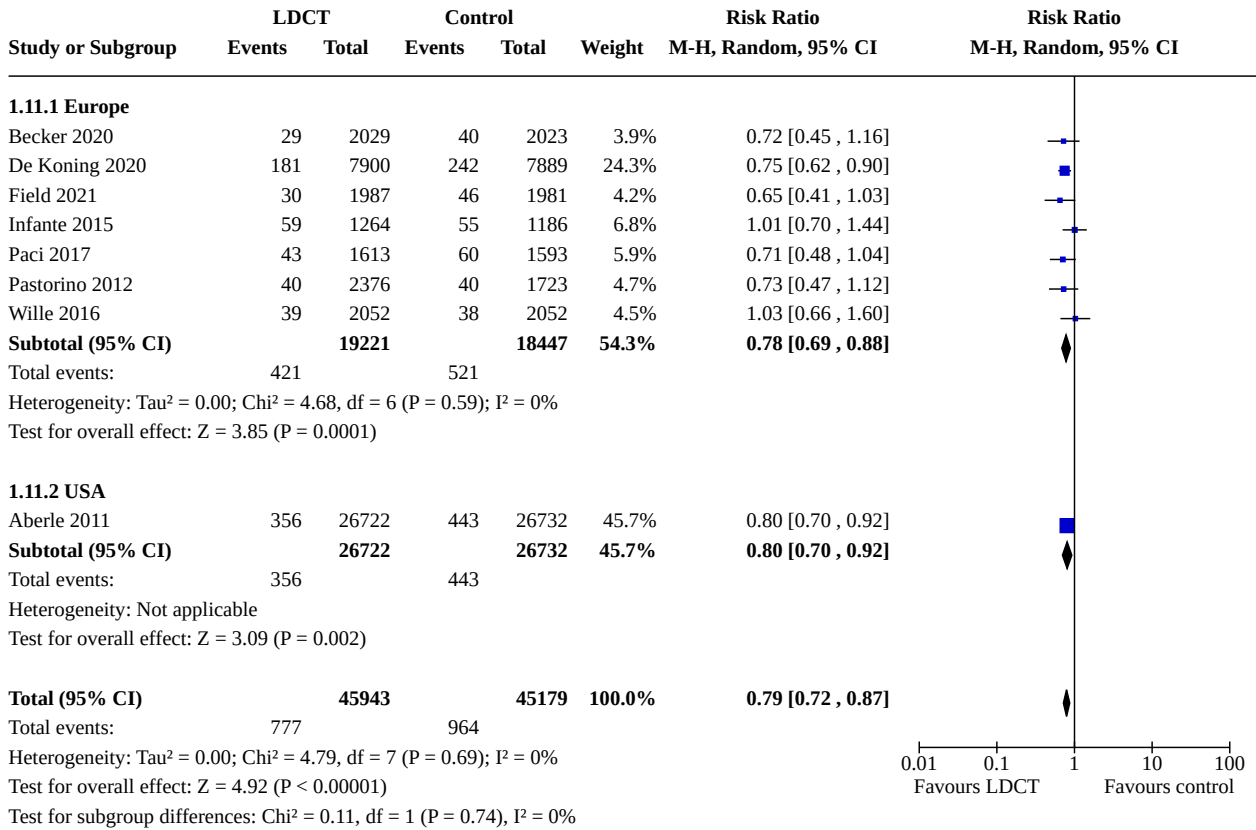 LDCT Control Risk Ratio Risk Ratio
Study or Subgroup Events Total Events Total Weight M-H, Random, 95% CI M-H, Random, 95% CI
1.11.1 Europe
Becker 2020 29 2029 40 2023 3.9% 0.72 [0.45 , 1.16]
De Koning 2020 181 7900 242 7889 24.3% 0.75 [0.62 , 0.90]
Field 2021 30 1987 46 1981 4.2% 0.65 [0.41 , 1.03]
Infante 2015 59 1264 55 1186 6.8% 1.01 [0.70 , 1.44]
Paci 2017 43 1613 60 1593 5.9% 0.71 [0.48 , 1.04]
Pastorino 2012 40 2376 40 1723 4.7% 0.73 [0.47 , 1.12]
Wille 2016 39 2052 38 2052 4.5% 1.03 [0.66 , 1.60]
Subtotal (95% CI) 19221 18447 54.3% 0.78 [0.69 , 0.88]
Total events: 421 521
Heterogeneity: Tau² = 0.00; Chi² = 4.68, df = 6 (P = 0.59); I² = 0%
Test for overall effect: Z = 3.85 (P = 0.0001)
1.11.2 USA
Aberle 2011 356 26722 443 26732 45.7% 0.80 [0.70 , 0.92]
Subtotal (95% CI) 26722 26732 45.7% 0.80 [0.70 , 0.92]
Total events: 356 443
Heterogeneity: Not applicable
Test for overall effect: Z = 3.09 (P = 0.002)
Total (95% CI) 45943 45179 100.0% 0.79 [0.72 , 0.87]
Total events: 777 964
Heterogeneity: Tau² = 0.00; Chi² = 4.79, df = 7 (P = 0.69); I² = 0%
0.01 0.1 1 10 100
Test for overall effect: Z = 4.92 (P < 0.00001)
Favours LDCT Favours control
Test for subgroup differences: Chi² = 0.11, df = 1 (P = 0.74), I² = 0%